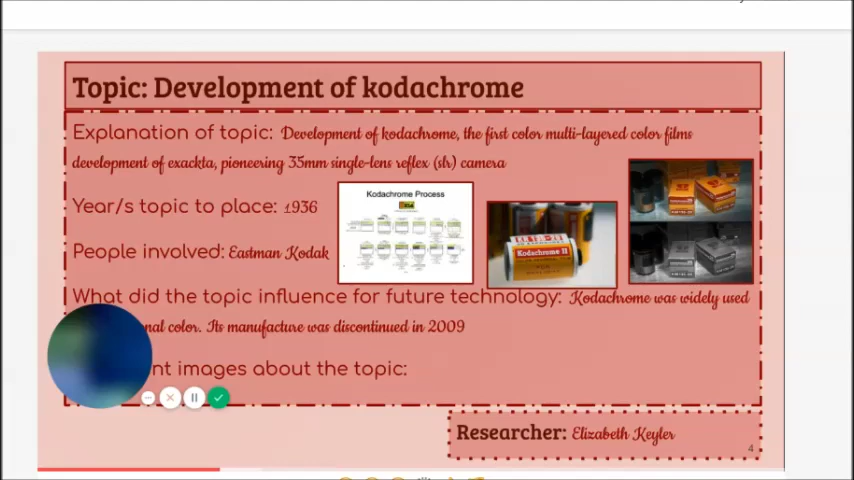 Topic: Development of kodachrome
Explanation of topic: Development of kodachrome, the first color multi-layered color films
development of exackta, pioneering 35mm single-lens reflex (slr) camera
Year/s topic to place: 1936
People involved: Eastman Kodak
Kodachrome Process
Kodachrome II
What did the topic influence for future technology: Kodachrome was widely used
nal color. Its manufacture was discontinued in 2009
nt images about the topic:
Researcher: Elizabeth Keyler
4